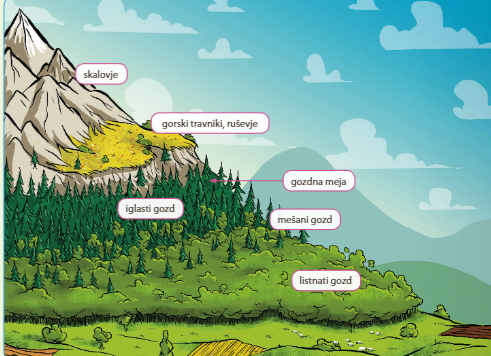 skalovje
gorski travniki, ruševje
gozdna meja
iglasti gozd
mešani gozd
listnati gozd